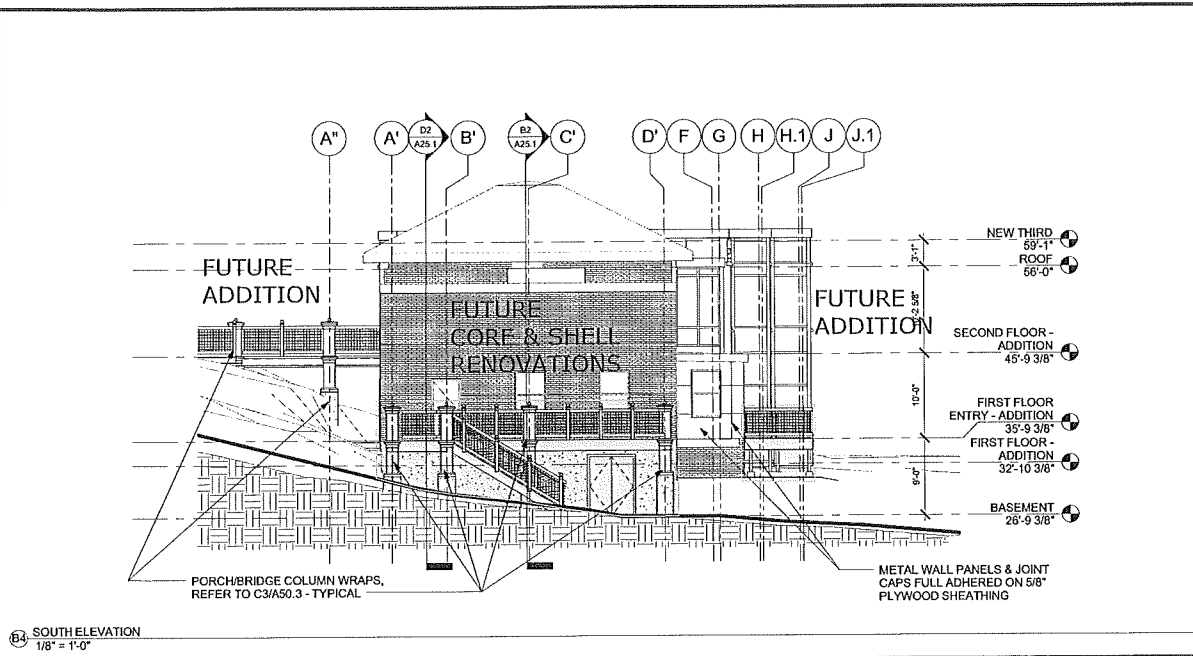 A"
A'
D2
A25.1
B'
B2
A25.1
C'
D'
F
G
H
H.1
J
J.1
NEW THIRD
59'-1"
ROOF
56'-0"
3'-1"
FUTURE
ADDITION
FUTURE
CORE & SHELL
RENOVATIONS
FUTURE
ADDITION
SECOND FLOOR -
ADDITION
45'-9 3/8"
10'-0"
FIRST FLOOR
ENTRY - ADDITION
35'-9 3/8"
FIRST FLOOR -
ADDITION
32'-10 3/8"
9'-0"
BASEMENT
26'-9 3/8"
PORCH/BRIDGE COLUMN WRAPS,
REFER TO C3/A50.3 - TYPICAL
METAL WALL PANELS & JOINT
CAPS FULL ADHERED ON 5/8"
PLYWOOD SHEATHING
B4
SOUTH ELEVATION
1/8" = 1'-0"